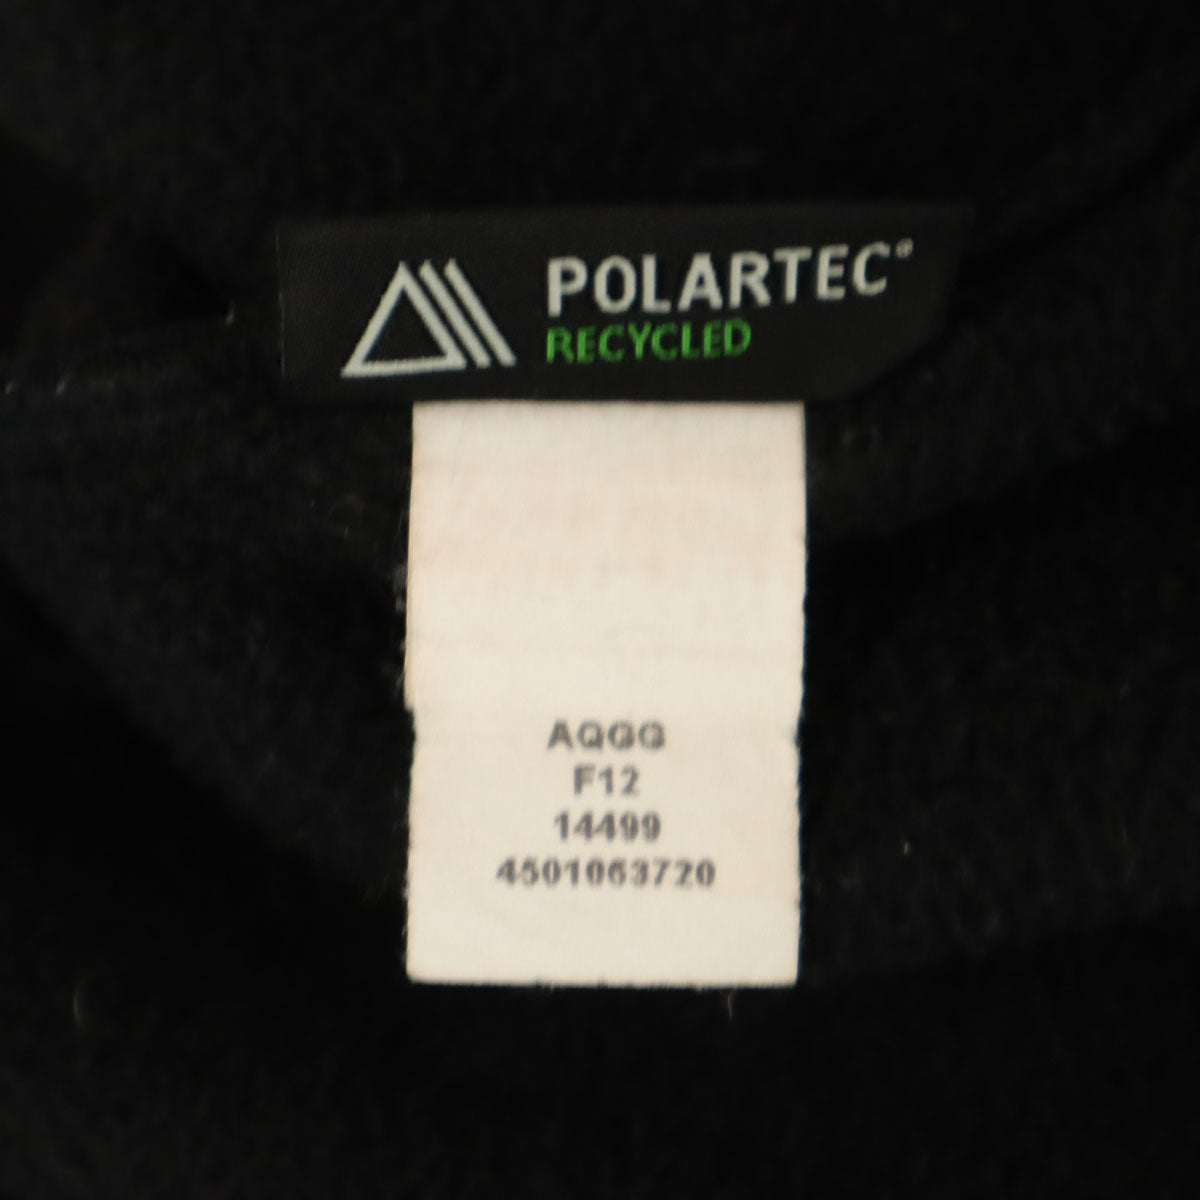 POLARTEC®
RECYCLED
AQGG
F12
14499
4501063720